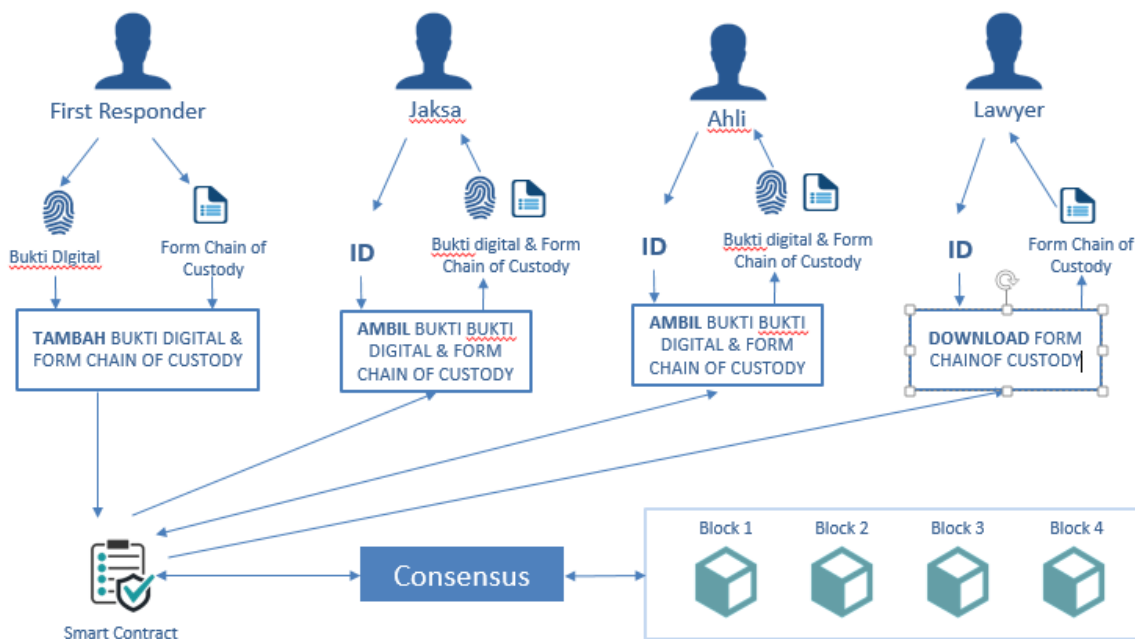 First Responder
Jaksa
Ahli
Lawyer
Bukti DIgital
Form Chain of
Custody
ID
Bukti digital & Form
Chain of Custody
ID
Bukti digital & Form
Chain of Custody
ID
Form Chain of
Custody
TAMBAH BUKTI DIGITAL &
FORM CHAIN OF CUSTODY
AMBIL BUKTI BUKTI
DIGITAL & FORM
CHAIN OF CUSTODY
AMBIL BUKTI BUKTI
DIGITAL & FORM
CHAIN OF CUSTODY
DOWNLOAD FORM
CHAINOF CUSTODY
Smart Contract
Consensus
Block 1
Block 2
Block 3
Block 4